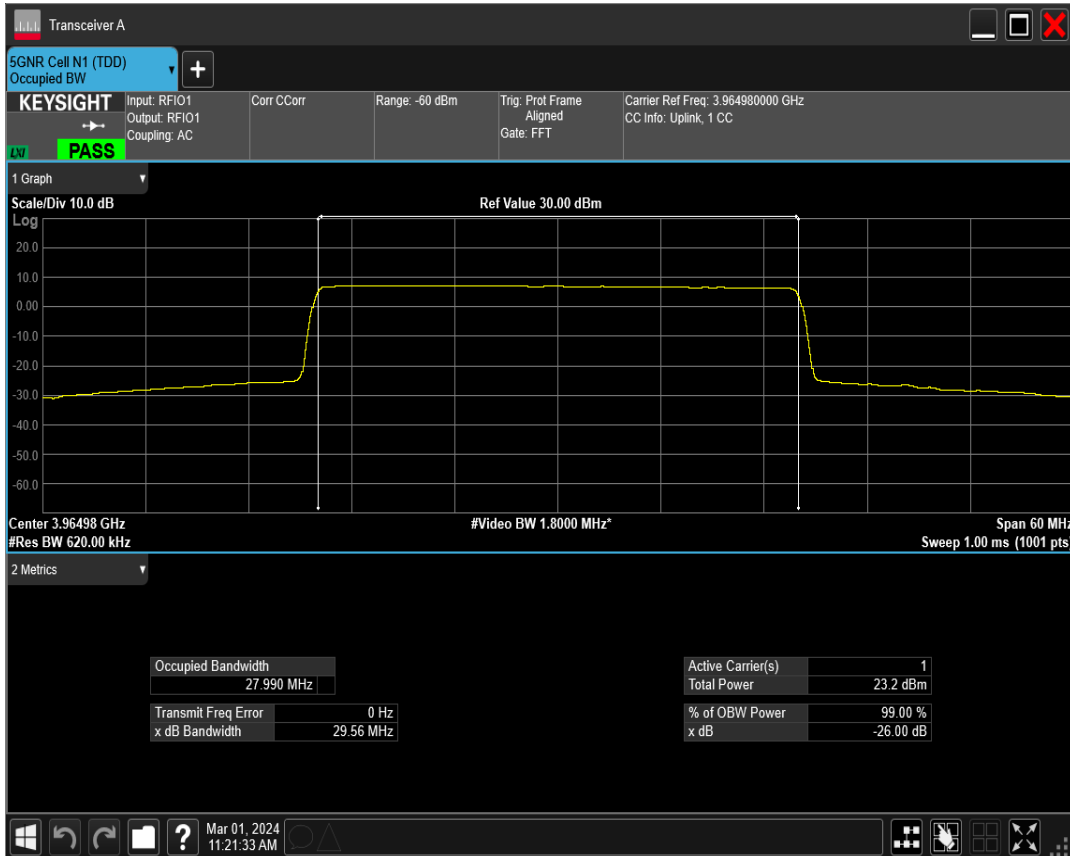 Transceiver A
5GNR Cell N1 (TDD)
Occupied BW
+
KEYSIGHT
LXI
PASS
Input: RFIO1
Output: RFIO1
Coupling: AC
Corr CCorr
Range: -60 dBm
Trig: Prot Frame
Aligned
Gate: FFT
Carrier Ref Freq: 3.964980000 GHz
CC Info: Uplink, 1 CC
1 Graph
Scale/Div 10.0 dB
Ref Value 30.00 dBm
Log
20.0
10.0
0.00
-10.0
-20.0
-30.0
-40.0
-50.0
-60.0
Center 3.96498 GHz
#Video BW 1.8000 MHz*
Span 60 MHz
#Res BW 620.00 kHz
Sweep 1.00 ms (1001 pts)
2 Metrics
Occupied Bandwidth
27.990 MHz
Transmit Freq Error 0 Hz
x dB Bandwidth 29.56 MHz
Active Carrier(s) 1
Total Power 23.2 dBm
% of OBW Power 99.00 %
x dB -26.00 dB
?
Mar 01, 2024
11:21:33 AM